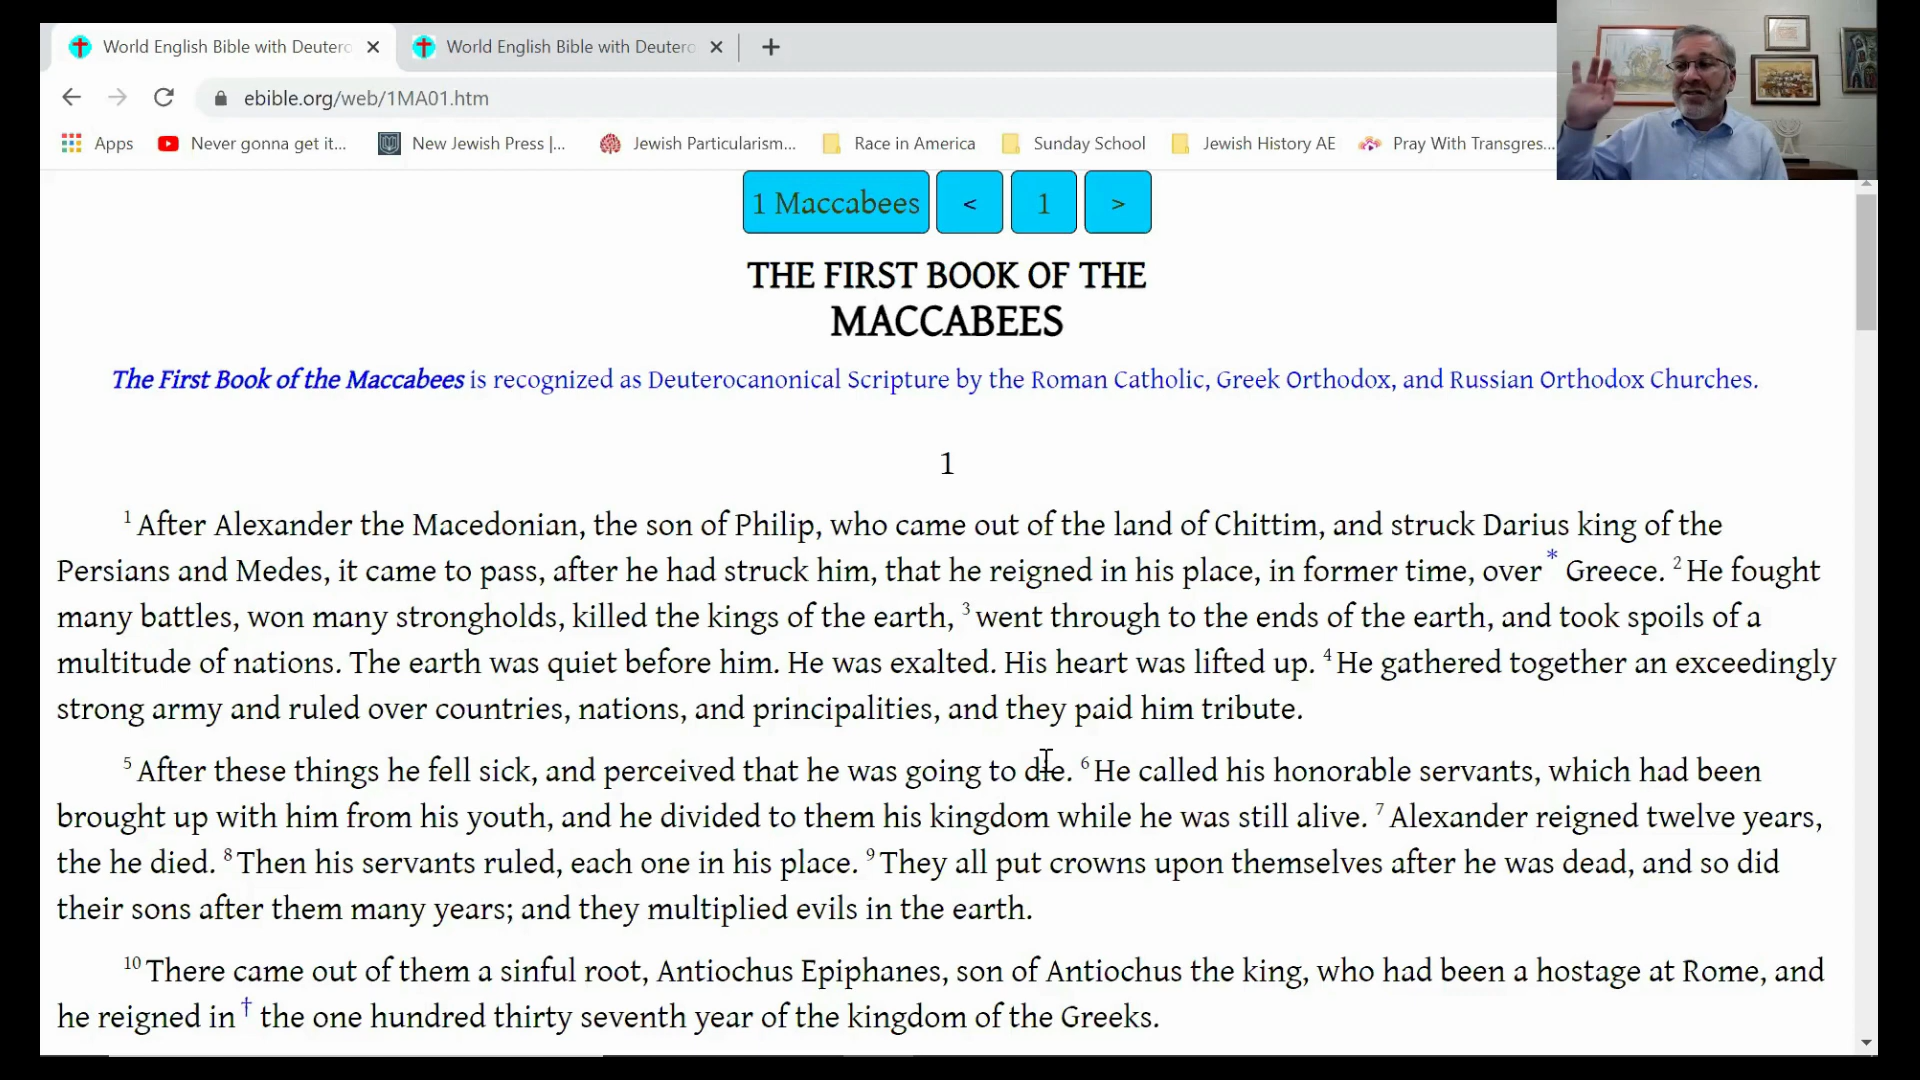 World English Bible with Deutero
World English Bible with Deutero
ebible.org/web/1MA01.htm
Apps
Never gonna get it...
New Jewish Press |...
Jewish Particularism...
Race in America
Sunday School
Jewish History AE
Pray With Transgres...
1 Maccabees < 1 >
THE FIRST BOOK OF THE
MACCABEES
The First Book of the Maccabees is recognized as Deuterocanonical Scripture by the Roman Catholic, Greek Orthodox, and Russian Orthodox Churches.
1
1 After Alexander the Macedonian, the son of Philip, who came out of the land of Chittim, and struck Darius king of the
Persians and Medes, it came to pass, after he had struck him, that he reigned in his place, in former time, over * Greece. 2 He fought
many battles, won many strongholds, killed the kings of the earth, 3 went through to the ends of the earth, and took spoils of a
multitude of nations. The earth was quiet before him. He was exalted. His heart was lifted up. 4 He gathered together an exceedingly
strong army and ruled over countries, nations, and principalities, and they paid him tribute.
5 After these things he fell sick, and perceived that he was going to die. 6 He called his honorable servants, which had been
brought up with him from his youth, and he divided to them his kingdom while he was still alive. 7 Alexander reigned twelve years,
the he died. 8 Then his servants ruled, each one in his place. 9 They all put crowns upon themselves after he was dead, and so did
their sons after them many years; and they multiplied evils in the earth.
10 There came out of them a sinful root, Antiochus Epiphanes, son of Antiochus the king, who had been a hostage at Rome, and
he reigned in † the one hundred thirty seventh year of the kingdom of the Greeks.